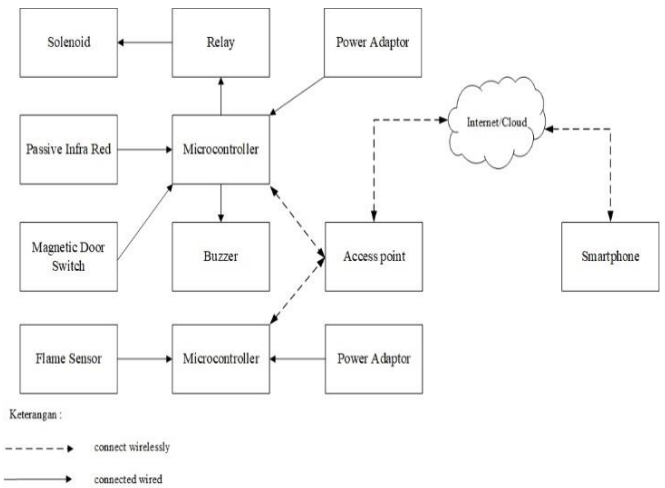 Solenoid
Relay
Power Adaptor
Internet/Cloud
Passive Infra Red
Microcontroller
Magnetic Door
Switch
Buzzer
Access point
Smartphone
Flame Sensor
Microcontroller
Power Adaptor
Keterangan :
connect wirelessly
connected wired